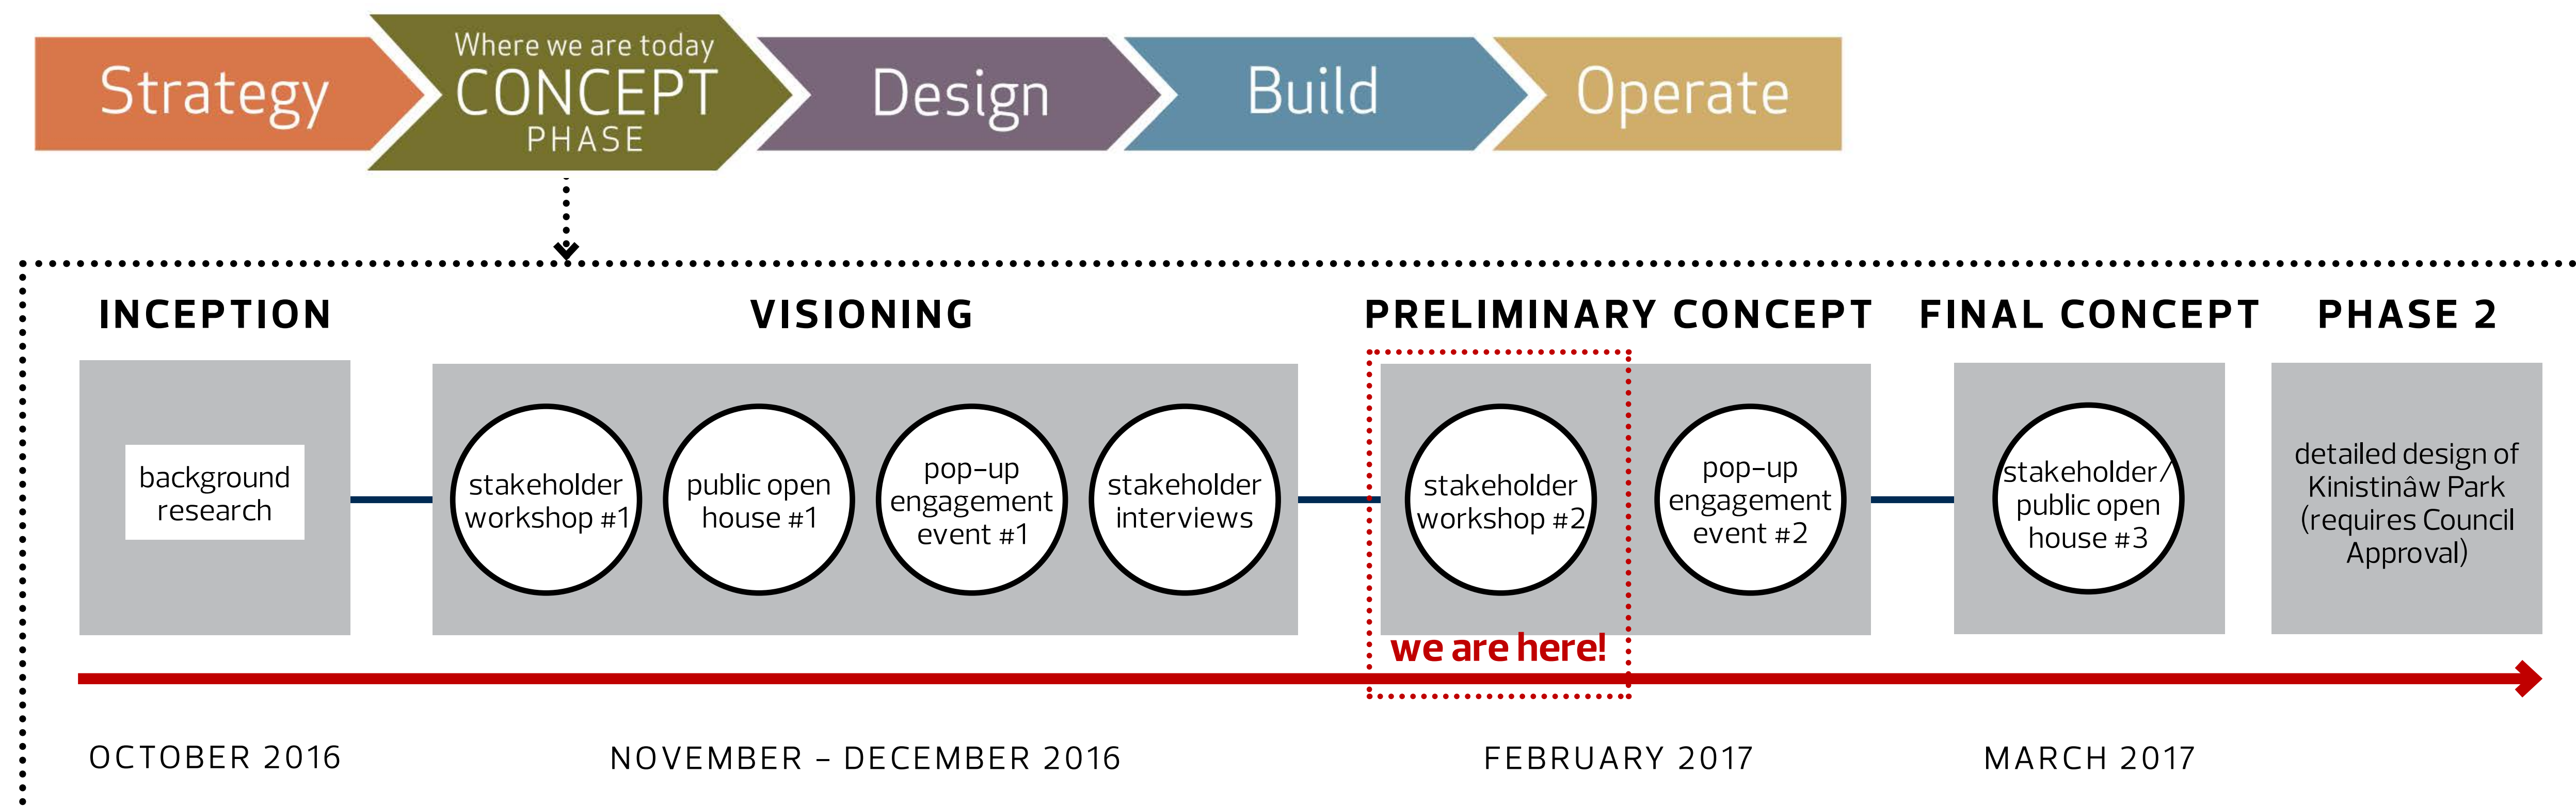 Strategy
Where we are today
CONCEPT
PHASE
Design
Build
Operate
INCEPTION
VISIONING
PRELIMINARY CONCEPT
FINAL CONCEPT
PHASE 2
background
research
stakeholder
workshop #1
public open
house #1
pop-up
engagement
event #1
stakeholder
interviews
stakeholder
workshop #2
pop-up
engagement
event #2
stakeholder/
public open
house #3
detailed design of
Kinistinâw Park
(requires Council
Approval)
we are here!
OCTOBER 2016
NOVEMBER – DECEMBER 2016
FEBRUARY 2017
MARCH 2017